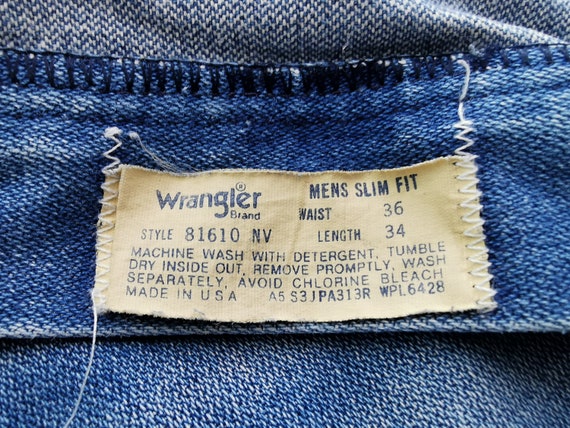 Wrangler® MENS SLIM FIT
Brand WAIST 36
STYLE 81610 NV LENGTH 34
MACHINE WASH WITH DETERGENT, TUMBLE
DRY INSIDE OUT, REMOVE PROMPTLY, WASH
SEPARATELY, AVOID CHLORINE BLEACH
MADE IN U S A A5 S3JPA313R WPL6428